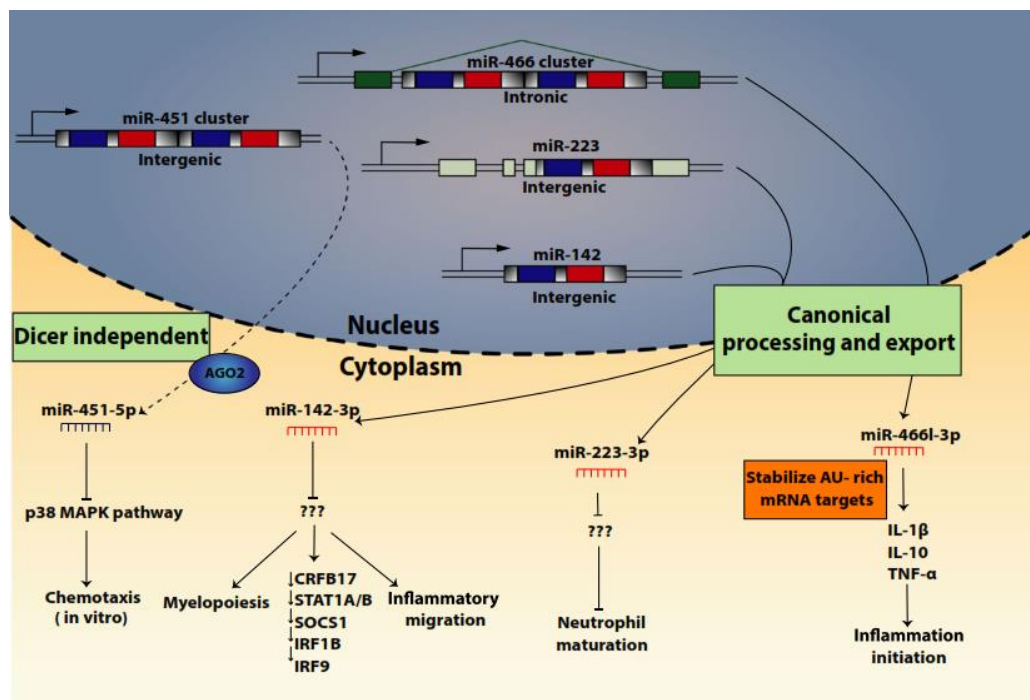 miR-466 cluster
Intronic
miR-451 cluster
Intergenic
miR-223
Intergenic
miR-142
Intergenic
Nucleus
Cytoplasm
Dicer independent
AGO2
Canonical
processing and export
miR-451-5p
p38 MAPK pathway
Chemotaxis
( in vitro)
miR-142-3p
???
Myelopoiesis
↓CRFB17
↓STAT1A/B
↓SOCS1
↓IRF1B
↓IRF9
Inflammatory
migration
miR-223-3p
???
Neutrophil
maturation
miR-466l-3p
Stabilize AU- rich
mRNA targets
IL-1β
IL-10
TNF-α
Inflammation
initiation